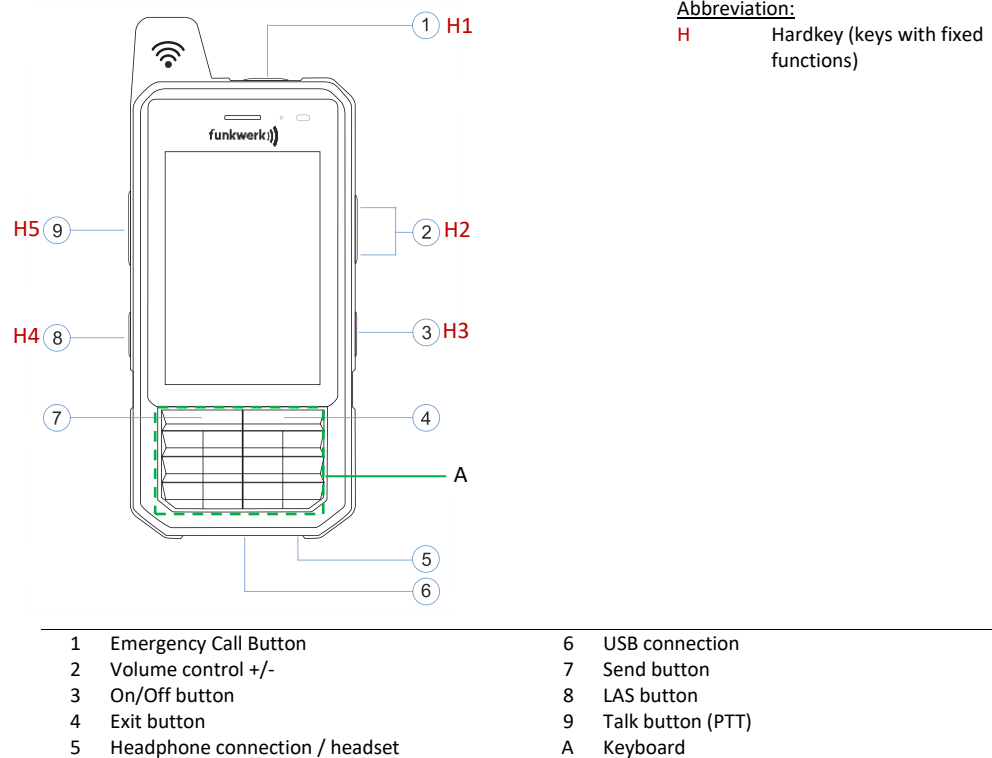 Abbreviation:
H Hardkey (keys with fixed
functions)
1 H1
funkwerk
H5 9
2 H2
H4 8
3 H3
7
4
A
5
6
1 Emergency Call Button
2 Volume control +/-
3 On/Off button
4 Exit button
5 Headphone connection / headset
6 USB connection
7 Send button
8 LAS button
9 Talk button (PTT)
A Keyboard